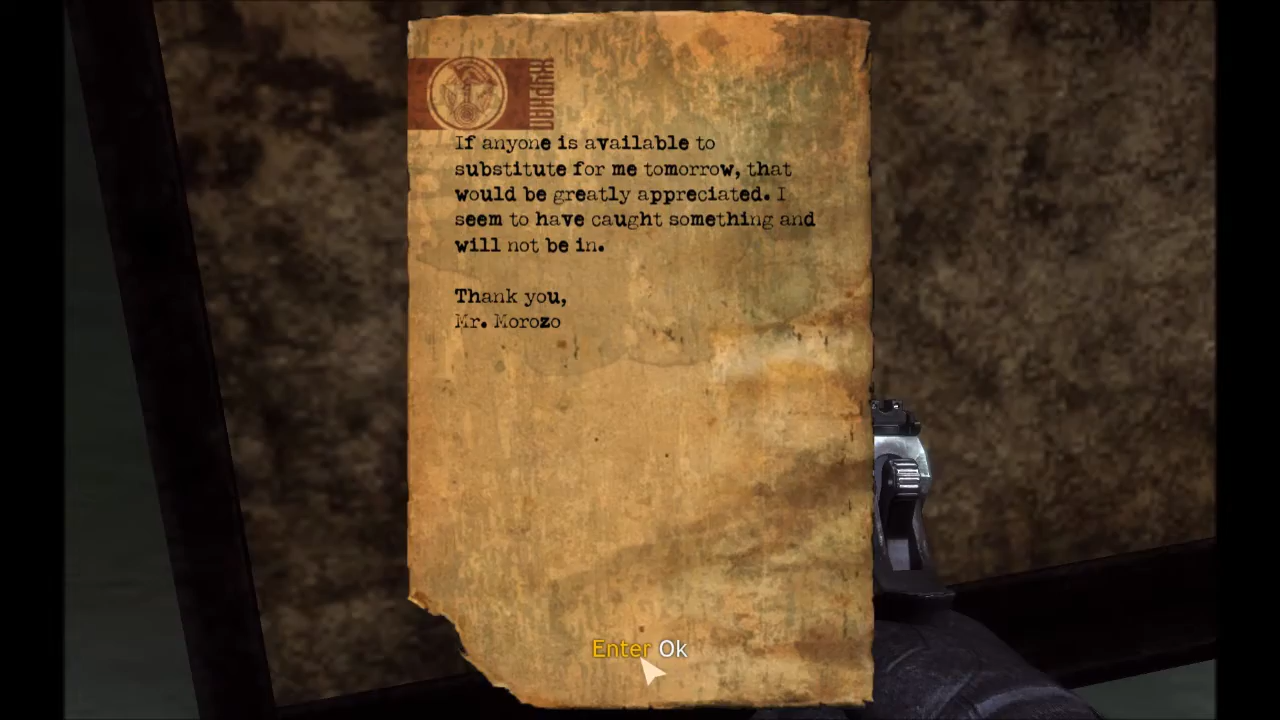 If anyone is available to
substitute for me tomorrow, that
would be greatly appreciated. I
seem to have caught something and
will not be in.
Thank you,
Mr. Morozo
Enter Ok